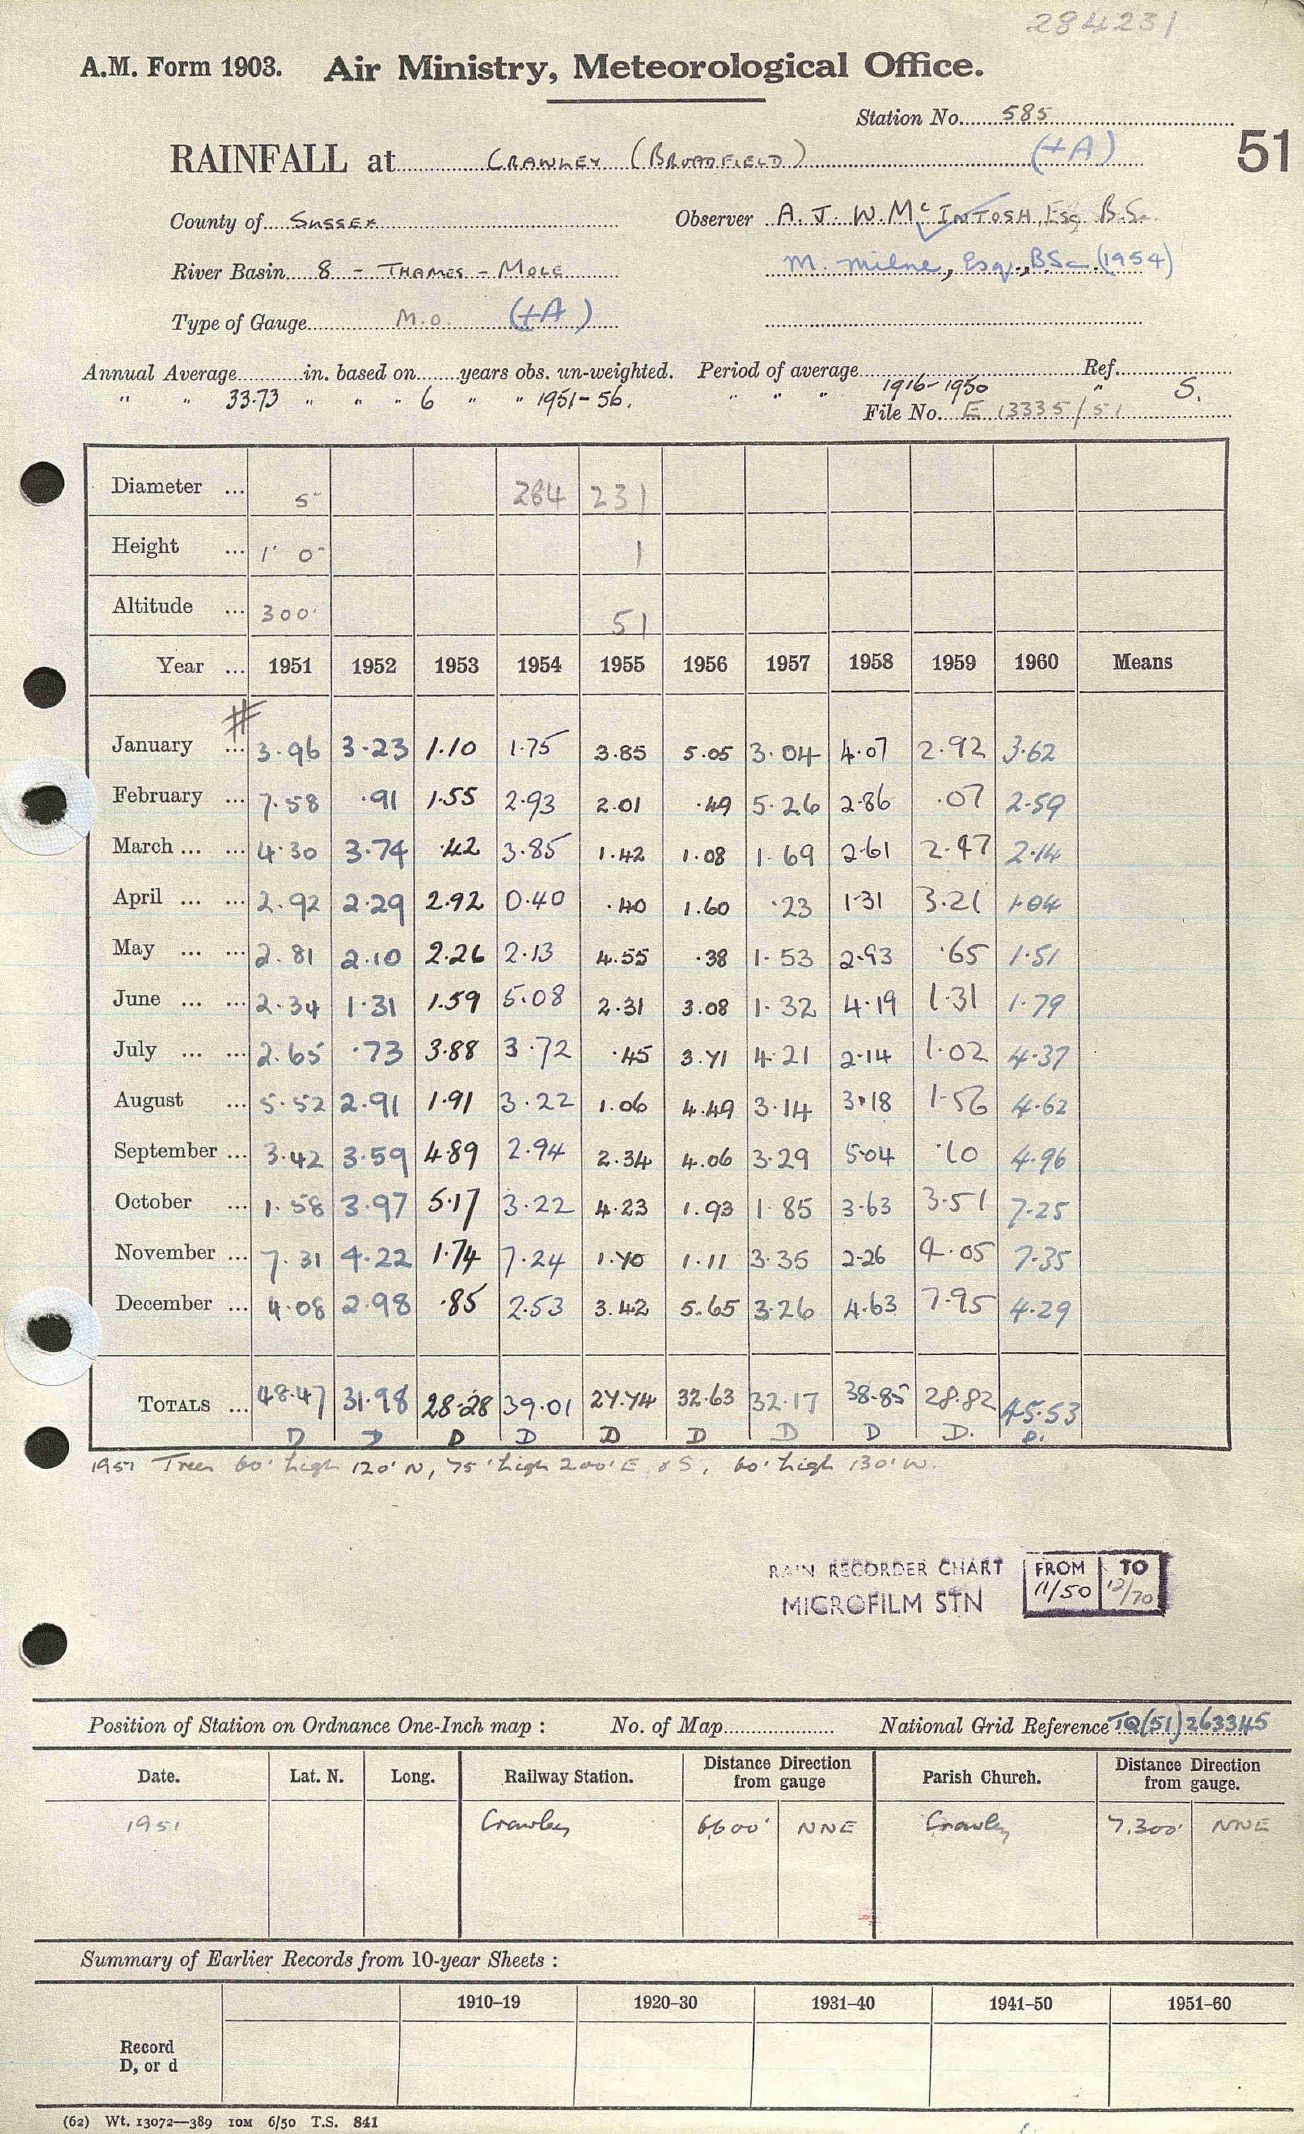 284231
A.M. Form 1903. Air Ministry, Meteorological Office.
Station No. 585
RAINFALL at CRAWLEY (BROADFIELD) (+A) 51
County of SUSSEX Observer A. J. W. McINTOSH, Esq B.Sc.
River Basin 8 - THAMES - MOLE M. Milne, Esq., BSc. (1954)
Type of Gauge M.O. (+A)
Annual Average in. based on years obs. un-weighted. Period of average Ref.
" " 33.73 " " " 6 " " 1951-56. " " " 1916-1950 " S.
File No. E 13335/51
Diameter ... 5" 284 231
Height ... 1' 0" 1
Altitude ... 300' 51
Year ... 1951 1952 1953 1954 1955 1956 1957 1958 1959 1960 Means
#
January ... 3.96 3.23 1.10 1.75 3.85 5.05 3.04 4.07 2.92 3.62
February ... 7.58 .91 1.55 2.93 2.01 .49 5.26 2.86 .07 2.59
March ... ... 4.30 3.74 .42 3.85 1.42 1.08 1.69 2.61 2.47 2.14
April ... ... 2.92 2.29 2.92 0.40 .40 1.60 .23 1.31 3.21 1.04
May ... ... 2.81 2.10 2.26 2.13 4.55 .38 1.53 2.93 .65 1.51
June ... ... 2.34 1.31 1.59 5.08 2.31 3.08 1.32 4.19 1.31 1.79
July ... ... 2.65 .73 3.88 3.72 .45 3.71 4.21 2.14 1.02 4.37
August ... 5.52 2.91 1.91 3.22 1.06 4.49 3.14 3.18 1.56 4.62
September ... 3.42 3.59 4.89 2.94 2.34 4.06 3.29 5.04 .10 4.96
October ... 1.58 3.97 5.17 3.22 4.23 1.93 1.85 3.63 3.51 7.25
November ... 7.31 4.22 1.74 7.24 1.70 1.11 3.35 2.26 4.05 7.35
December ... 4.08 2.98 .85 2.53 3.42 5.65 3.26 4.63 7.95 4.29
TOTALS ... 48.47 31.98 28.28 39.01 27.74 32.63 32.17 38.85 28.82 45.53
D D D D D D D D D. D.
1951 Trees 60' high 120' N, 75' high 200' E & S, 60' high 130' W.
RAIN RECORDER CHART FROM TO
MICROFILM STN 11/50 12/70
Position of Station on Ordnance One-Inch map : No. of Map National Grid Reference TQ(51)263345
Date. Lat. N. Long. Railway Station. Distance Direction from gauge Parish Church. Distance Direction from gauge.
1951 Crawley 6600' NNE Crawley 7,300' NNE
Summary of Earlier Records from 10-year Sheets :
1910-19 1920-30 1931-40 1941-50 1951-60
Record
D, or d
(62) Wt. 13072—389 10M 6/50 T.S. 841